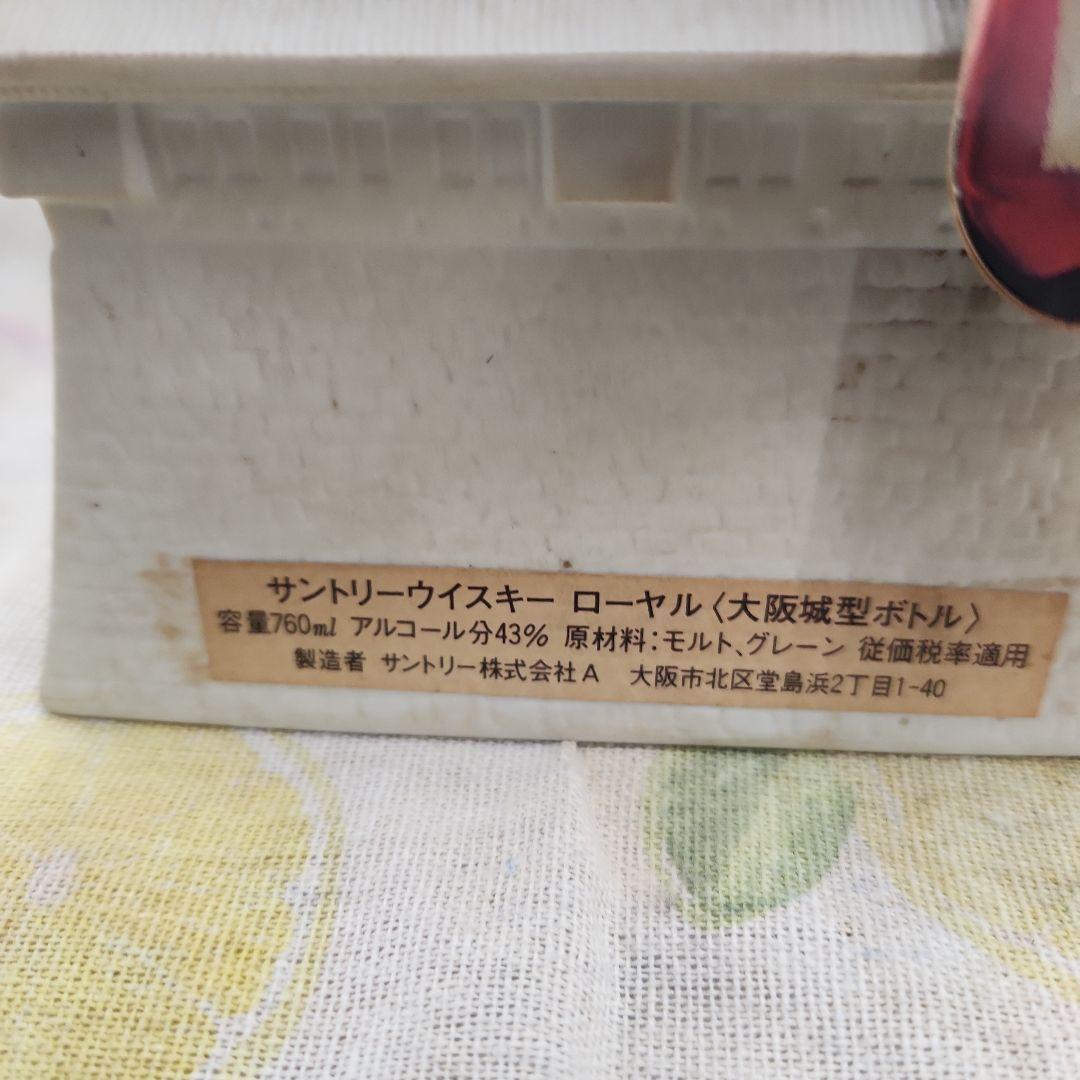 サントリーウイスキー ローヤル〈大阪城型ボトル〉
容量760ml アルコール分43% 原材料:モルト、グレーン 従価税率適用
製造者 サントリー株式会社A 大阪市北区堂島浜2丁目1-40